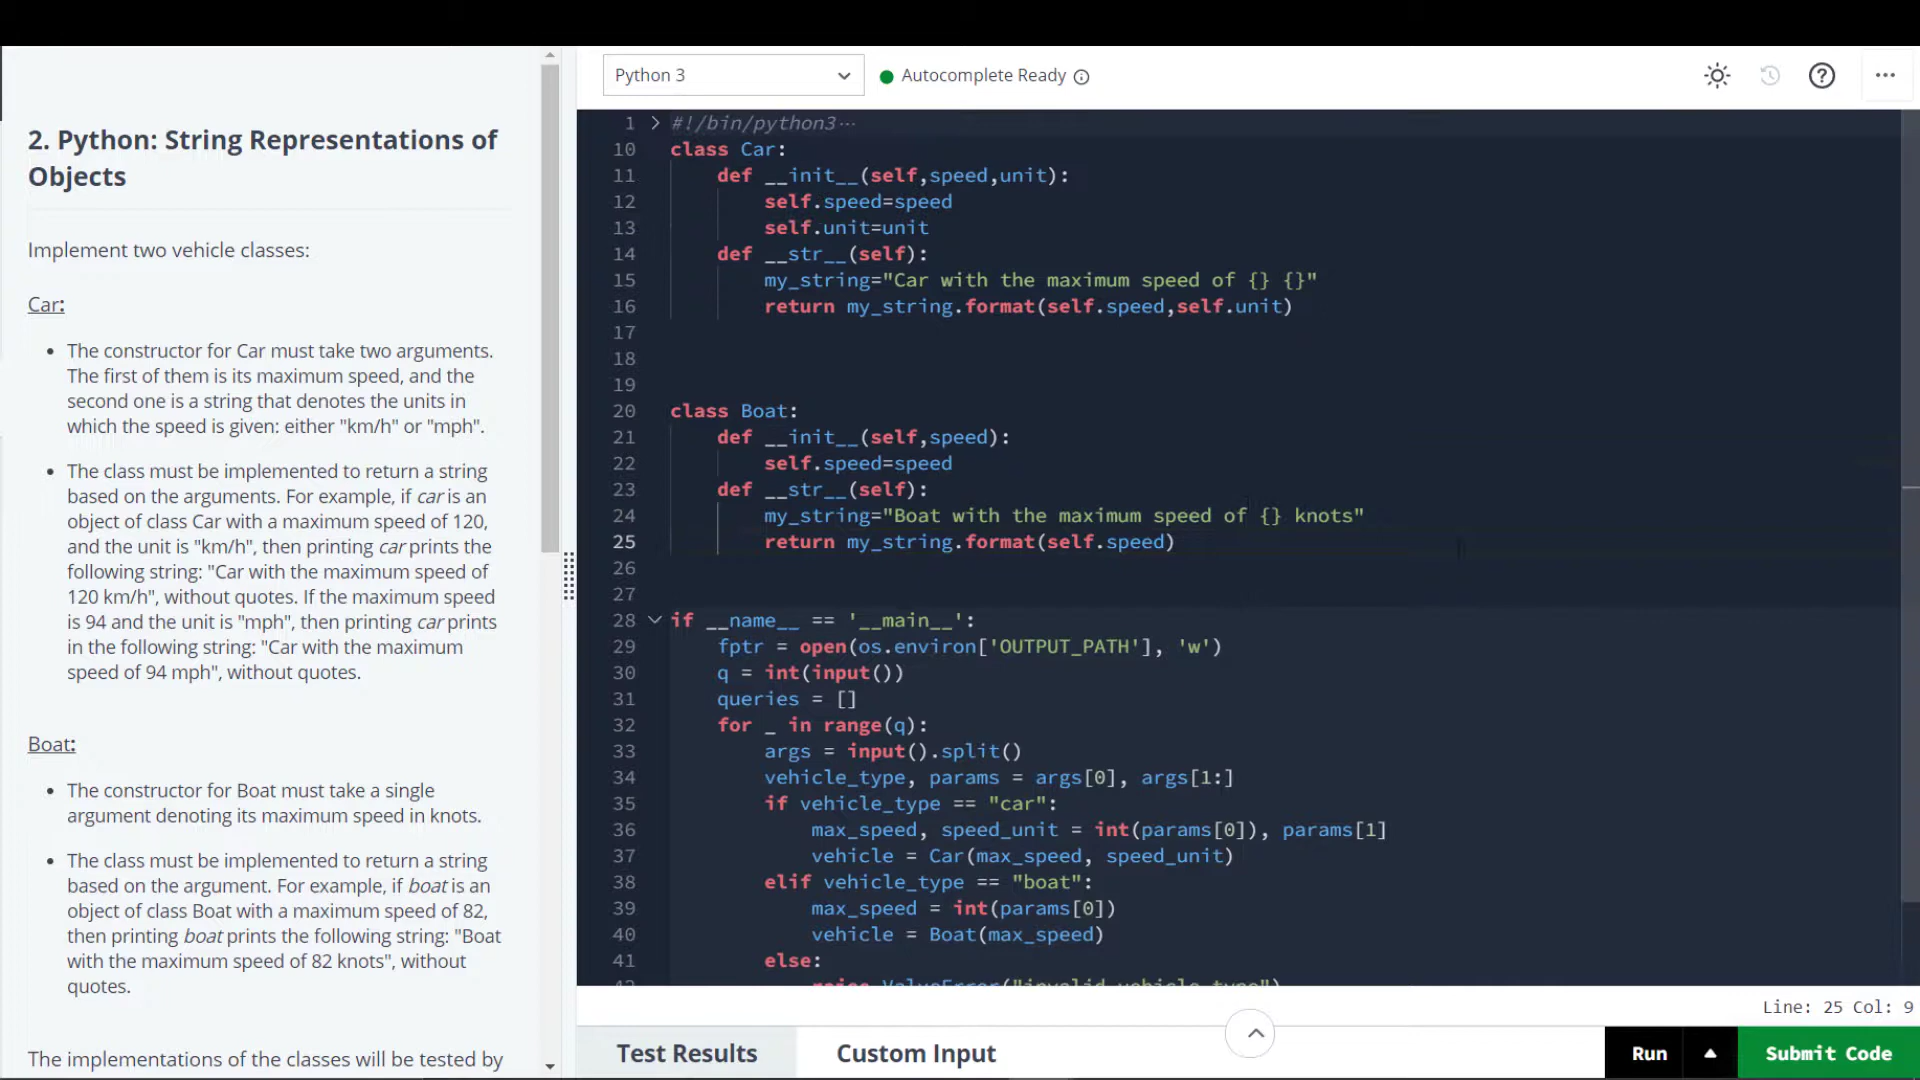 2. Python: String Representations of
Objects
Implement two vehicle classes:
Car:
• The constructor for Car must take two arguments.
The first of them is its maximum speed, and the
second one is a string that denotes the units in
which the speed is given: either "km/h" or "mph".
• The class must be implemented to return a string
based on the arguments. For example, if car is an
object of class Car with a maximum speed of 120,
and the unit is "km/h", then printing car prints the
following string: "Car with the maximum speed of
120 km/h", without quotes. If the maximum speed
is 94 and the unit is "mph", then printing car prints
in the following string: "Car with the maximum
speed of 94 mph", without quotes.
Boat:
• The constructor for Boat must take a single
argument denoting its maximum speed in knots.
• The class must be implemented to return a string
based on the argument. For example, if boat is an
object of class Boat with a maximum speed of 82,
then printing boat prints the following string: "Boat
with the maximum speed of 82 knots", without
quotes.
The implementations of the classes will be tested by
Python 3
Autocomplete Ready
1 #!/bin/python3…
10 class Car:
11     def __init__(self,speed,unit):
12         self.speed=speed
13         self.unit=unit
14     def __str__(self):
15         my_string="Car with the maximum speed of {} {}"
16         return my_string.format(self.speed,self.unit)
17
18
19
20 class Boat:
21     def __init__(self,speed):
22         self.speed=speed
23     def __str__(self):
24         my_string="Boat with the maximum speed of {} knots"
25         return my_string.format(self.speed)
26
27
28 if __name__ == '__main__':
29     fptr = open(os.environ['OUTPUT_PATH'], 'w')
30     q = int(input())
31     queries = []
32     for _ in range(q):
33         args = input().split()
34         vehicle_type, params = args[0], args[1:]
35         if vehicle_type == "car":
36             max_speed, speed_unit = int(params[0]), params[1]
37             vehicle = Car(max_speed, speed_unit)
38         elif vehicle_type == "boat":
39             max_speed = int(params[0])
40             vehicle = Boat(max_speed)
41         else:
42             raise ValueError("invalid vehicle type")
Line: 25 Col: 9
Test Results
Custom Input
Run
Submit Code